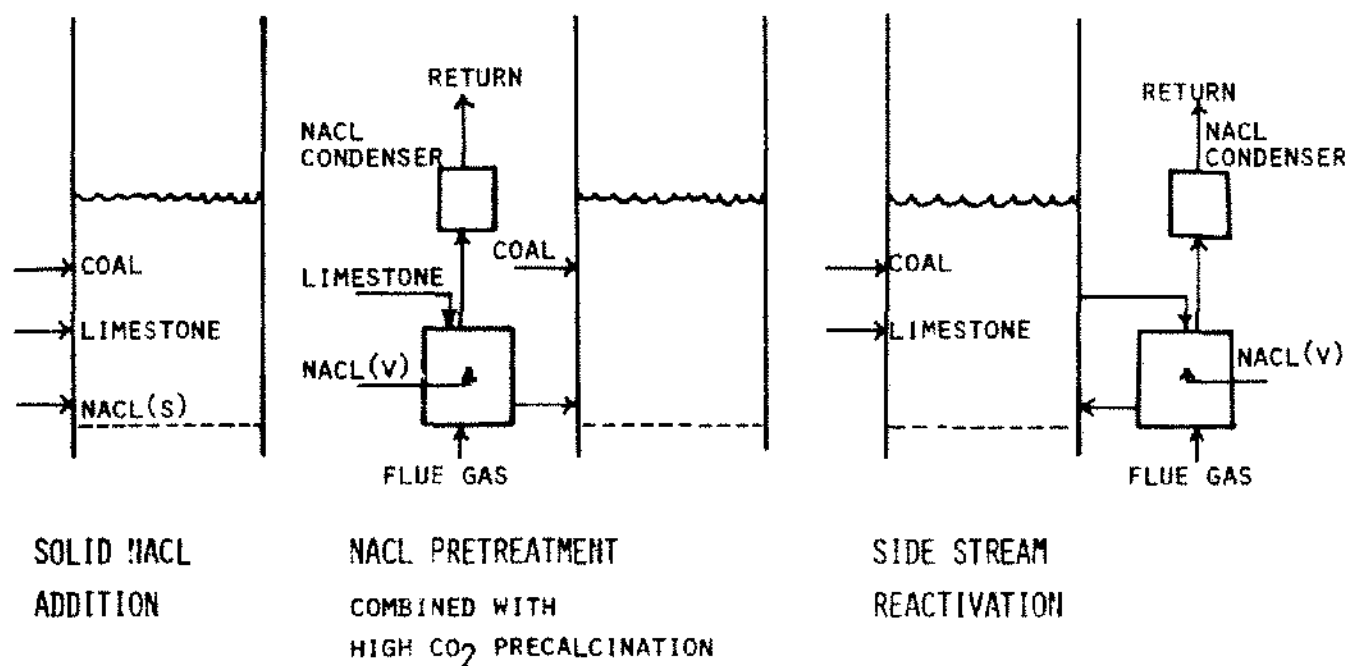 COAL
LIMESTONE
NACL(S)
SOLID NACL
ADDITION
RETURN
NACL
CONDENSER
LIMESTONE
COAL
NACL(V)
FLUE GAS
NACL PRETREATMENT
COMBINED WITH
HIGH CO2 PRECALCINATION
COAL
LIMESTONE
RETURN
NACL
CONDENSER
NACL(V)
FLUE GAS
SIDE STREAM
REACTIVATION